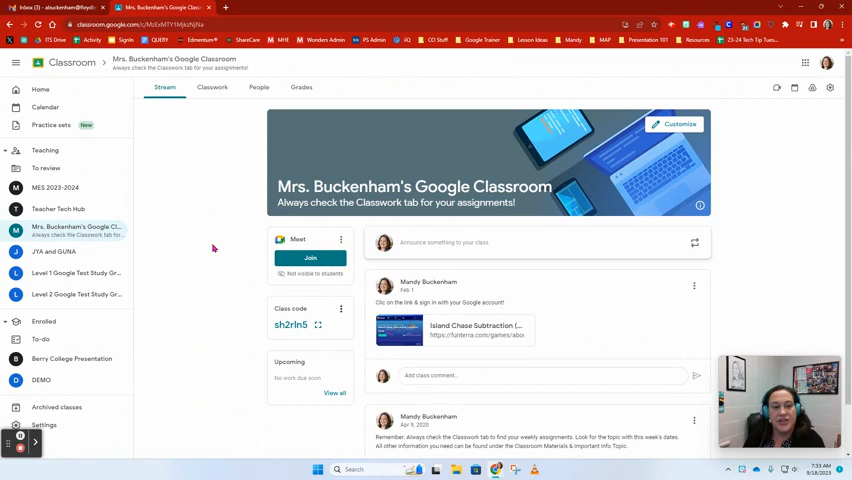 Inbox (7) - abuckenham@floydbo
Mrs. Buckenham's Google Classr
classroom.google.com/c/MzExMTY1MjkzNjNa
ITS Drive
Activity
SignIn
QUERY
Edmentum®
ShareCare
MHE
Wonders Admin
PS Admin
iiQ
CO Stuff
Google Trainer
Lesson Ideas
Mandy
MAP
Presentation 101
Resources
23-24 Tech Tip Tues...
Classroom
Mrs. Buckenham's Google Classroom
Always check the Classwork tab for your assignments!
Home
Calendar
Practice sets New
Teaching
To review
M MES 2023-2024
Teacher Tech Hub
M Mrs. Buckenham's Google Cl...
Always check the Classwork tab for...
J JYA and GUNA
L Level 1 Google Test Study Gr...
L Level 2 Google Test Study Gr...
Enrolled
To-do
B Berry College Presentation
D DEMO
Archived classes
Settings
Stream Classwork People Grades
Customize
Mrs. Buckenham's Google Classroom
Always check the Classwork tab for your assignments!
Meet
Join
Not visible to students
Class code
sh2rln5
Upcoming
No work due soon
View all
Announce something to your class
Mandy Buckenham
Feb 1
Clic on the link & sign in with your Google account!
Island Chase Subtraction (...
https://funterra.com/games/abor
Add class comment...
Mandy Buckenham
Apr 9, 2020
Remember: Always check the Classwork tab to find your weekly assignments. Look for the topic with this week's dates.
All other information you need can be found under the Classroom Materials & Important Info Topic.
Search
7:33 AM
9/18/2023